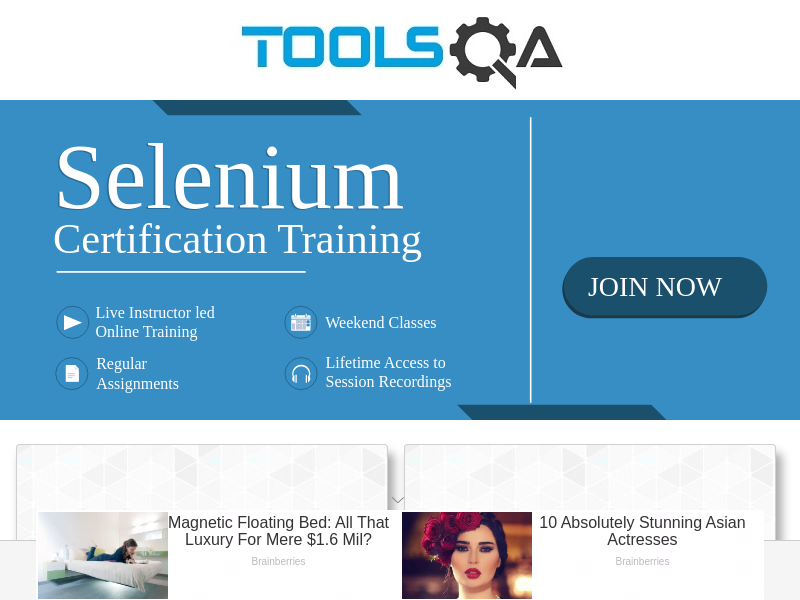 TOOLSQA
Selenium
Certification Training
JOIN NOW
Live Instructor led
Online Training
Weekend Classes
Regular
Assignments
Lifetime Access to
Session Recordings
Magnetic Floating Bed: All That
Luxury For Mere $1.6 Mil?
Brainberries
10 Absolutely Stunning Asian
Actresses
Brainberries